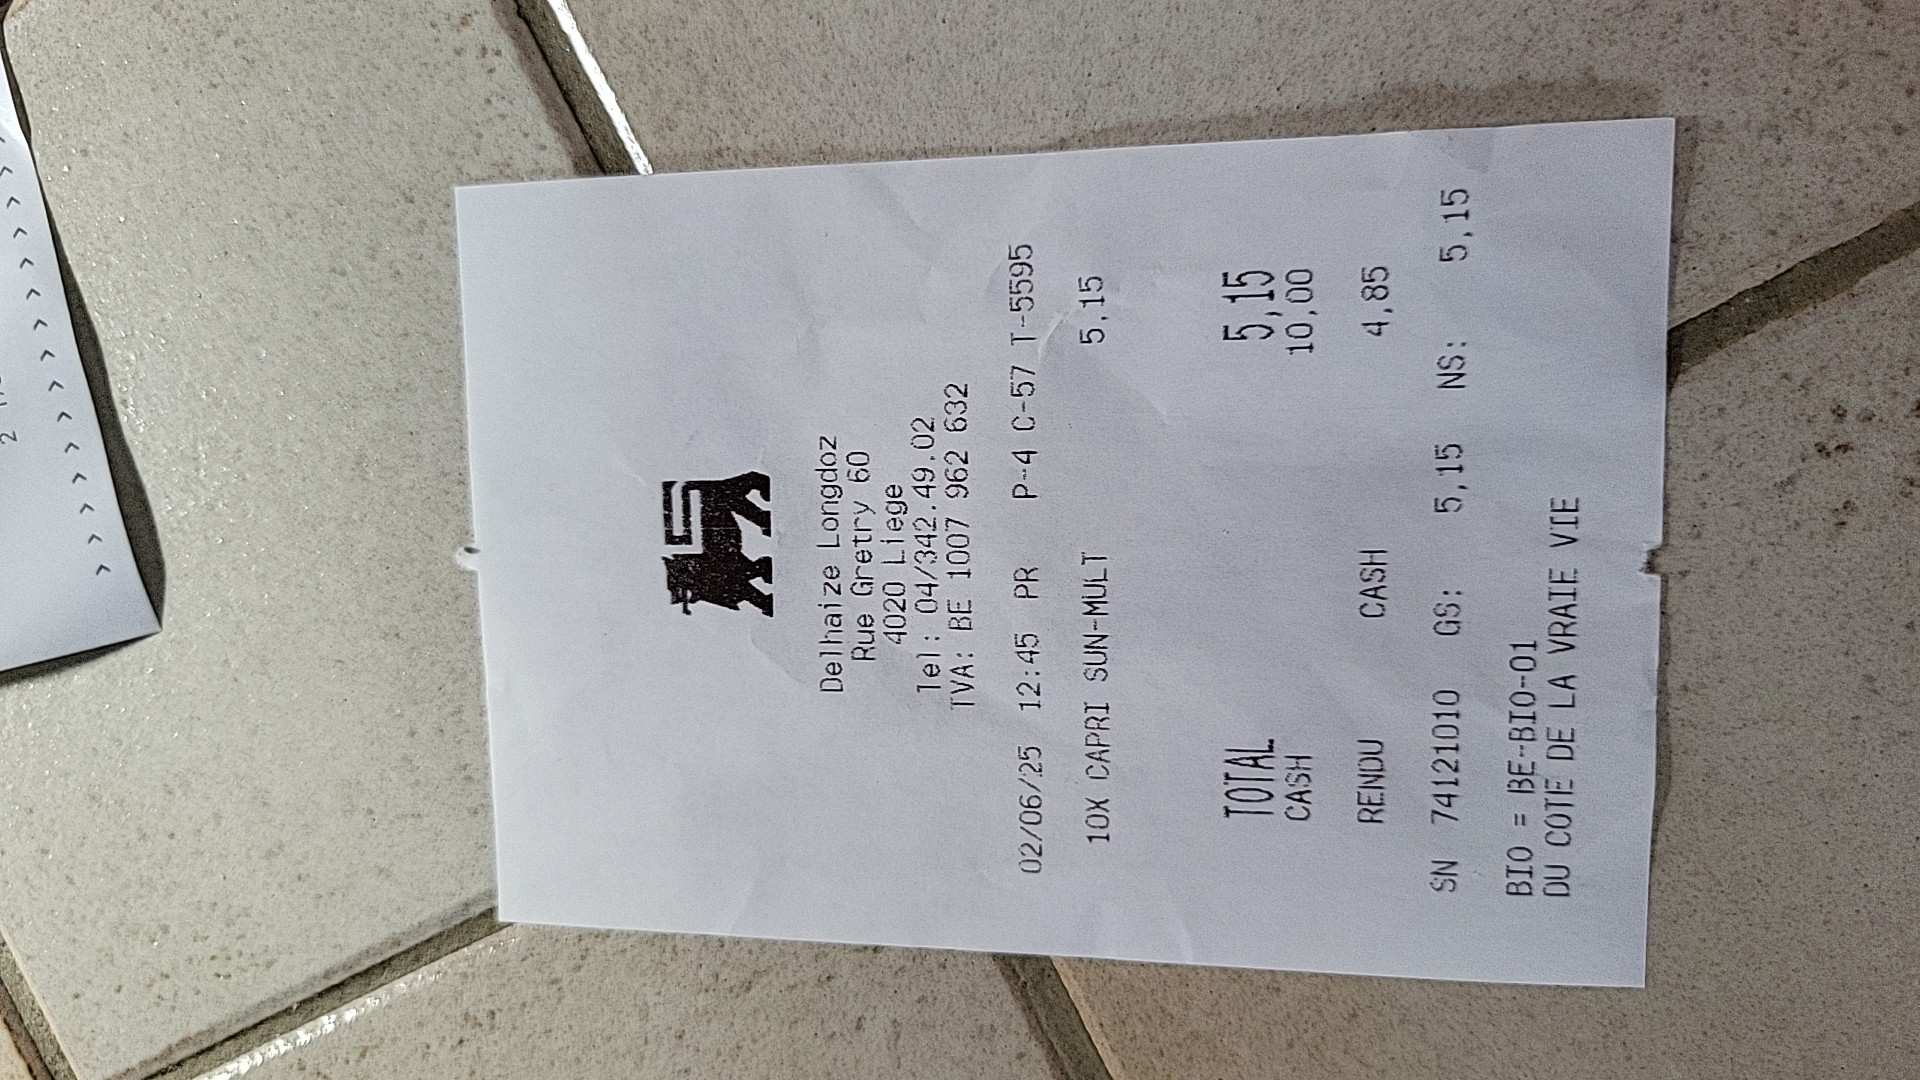 Delhaize Longdoz
Rue Gretry 60
4020 Liege
Tel: 04/342.49.02
TVA: BE 1007 962 632
02/06/25 12:45 PR P-4 C-57 T-5595
10X CAPRI SUN-MULT 5,15
TOTAL 5,15
CASH 10,00
RENDU CASH 4,85
SN 74121010 GS: 5,15 NS: 5,15
BIO = BE-BIO-01
DU COTE DE LA VRAIE VIE